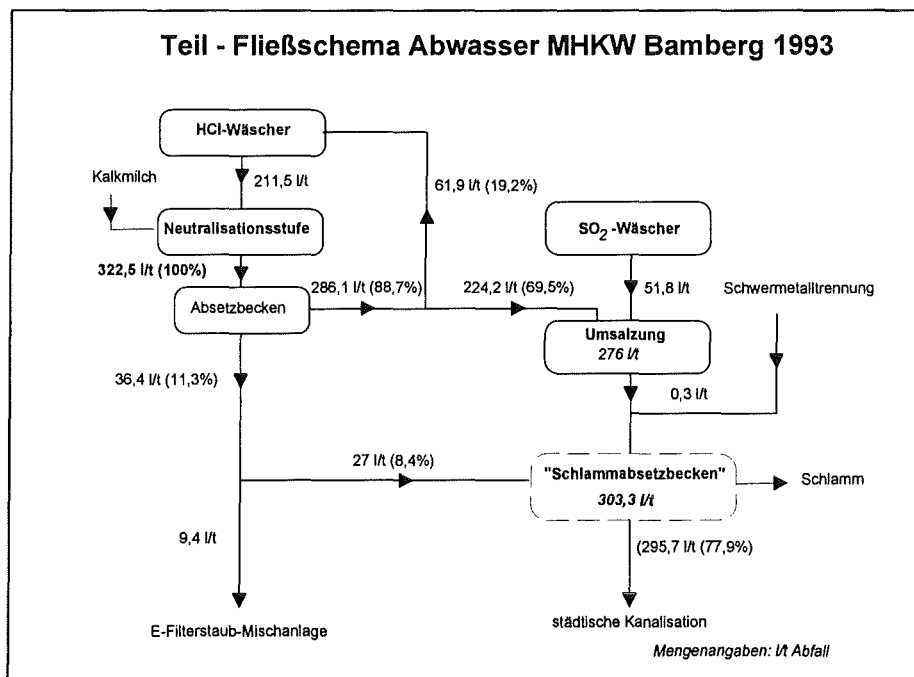 Teil - Fließschema Abwasser MHKW Bamberg 1993
HCl-Wäscher
Kalkmilch
211,5 l/t
61,9 l/t (19,2%)
Neutralisationsstufe
SO2 -Wäscher
322,5 l/t (100%)
286,1 l/t (88,7%)
224,2 l/t (69,5%)
51,8 l/t
Schwermetalltrennung
Absetzbecken
Umsalzung
276 l/t
36,4 l/t (11,3%)
0,3 l/t
27 l/t (8,4%)
"Schlammabsetzbecken"
303,3 l/t
Schlamm
9,4 l/t
(295,7 l/t (77,9%)
E-Filterstaub-Mischanlage
städtische Kanalisation
Mengenangaben: l/t Abfall